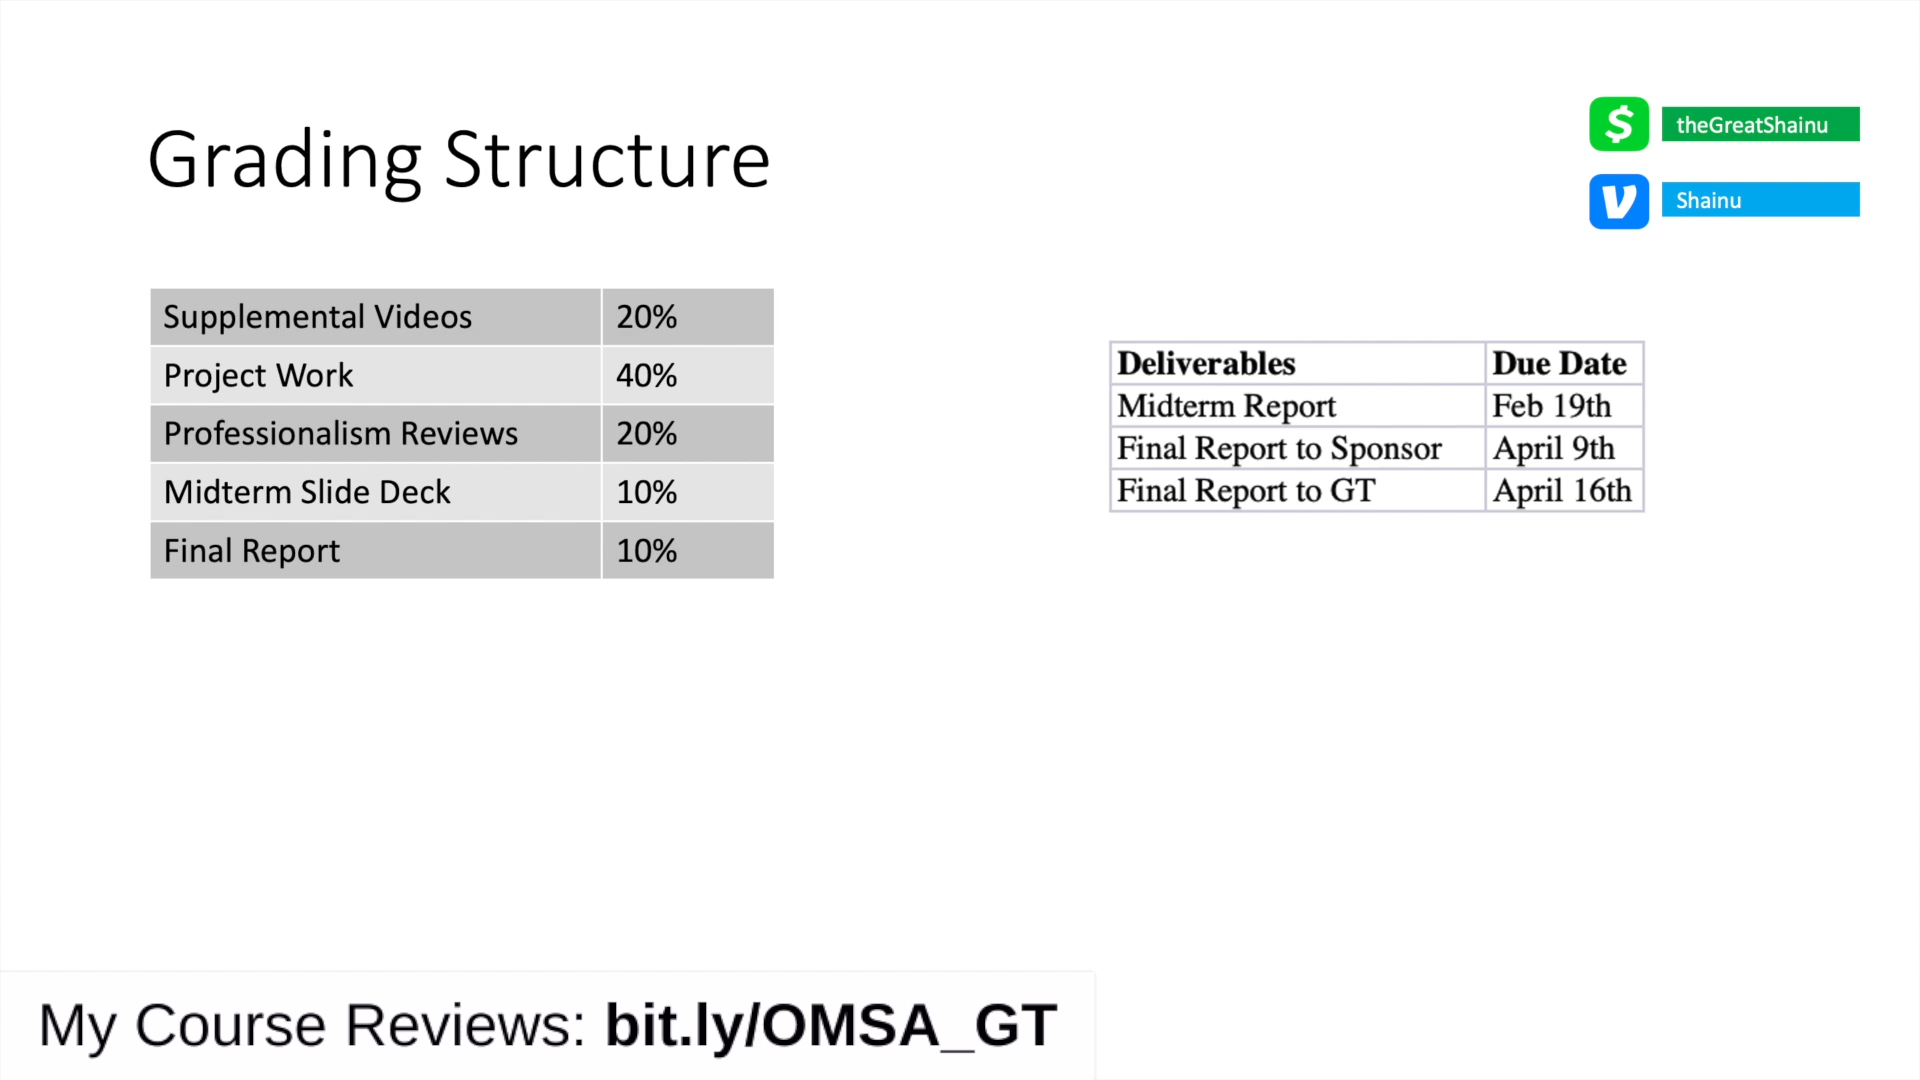 Grading Structure
theGreatShainu
Shainu
Supplemental Videos 20%
Project Work 40%
Professionalism Reviews 20%
Midterm Slide Deck 10%
Final Report 10%
Deliverables Due Date
Midterm Report Feb 19th
Final Report to Sponsor April 9th
Final Report to GT April 16th
My Course Reviews: bit.ly/OMSA_GT